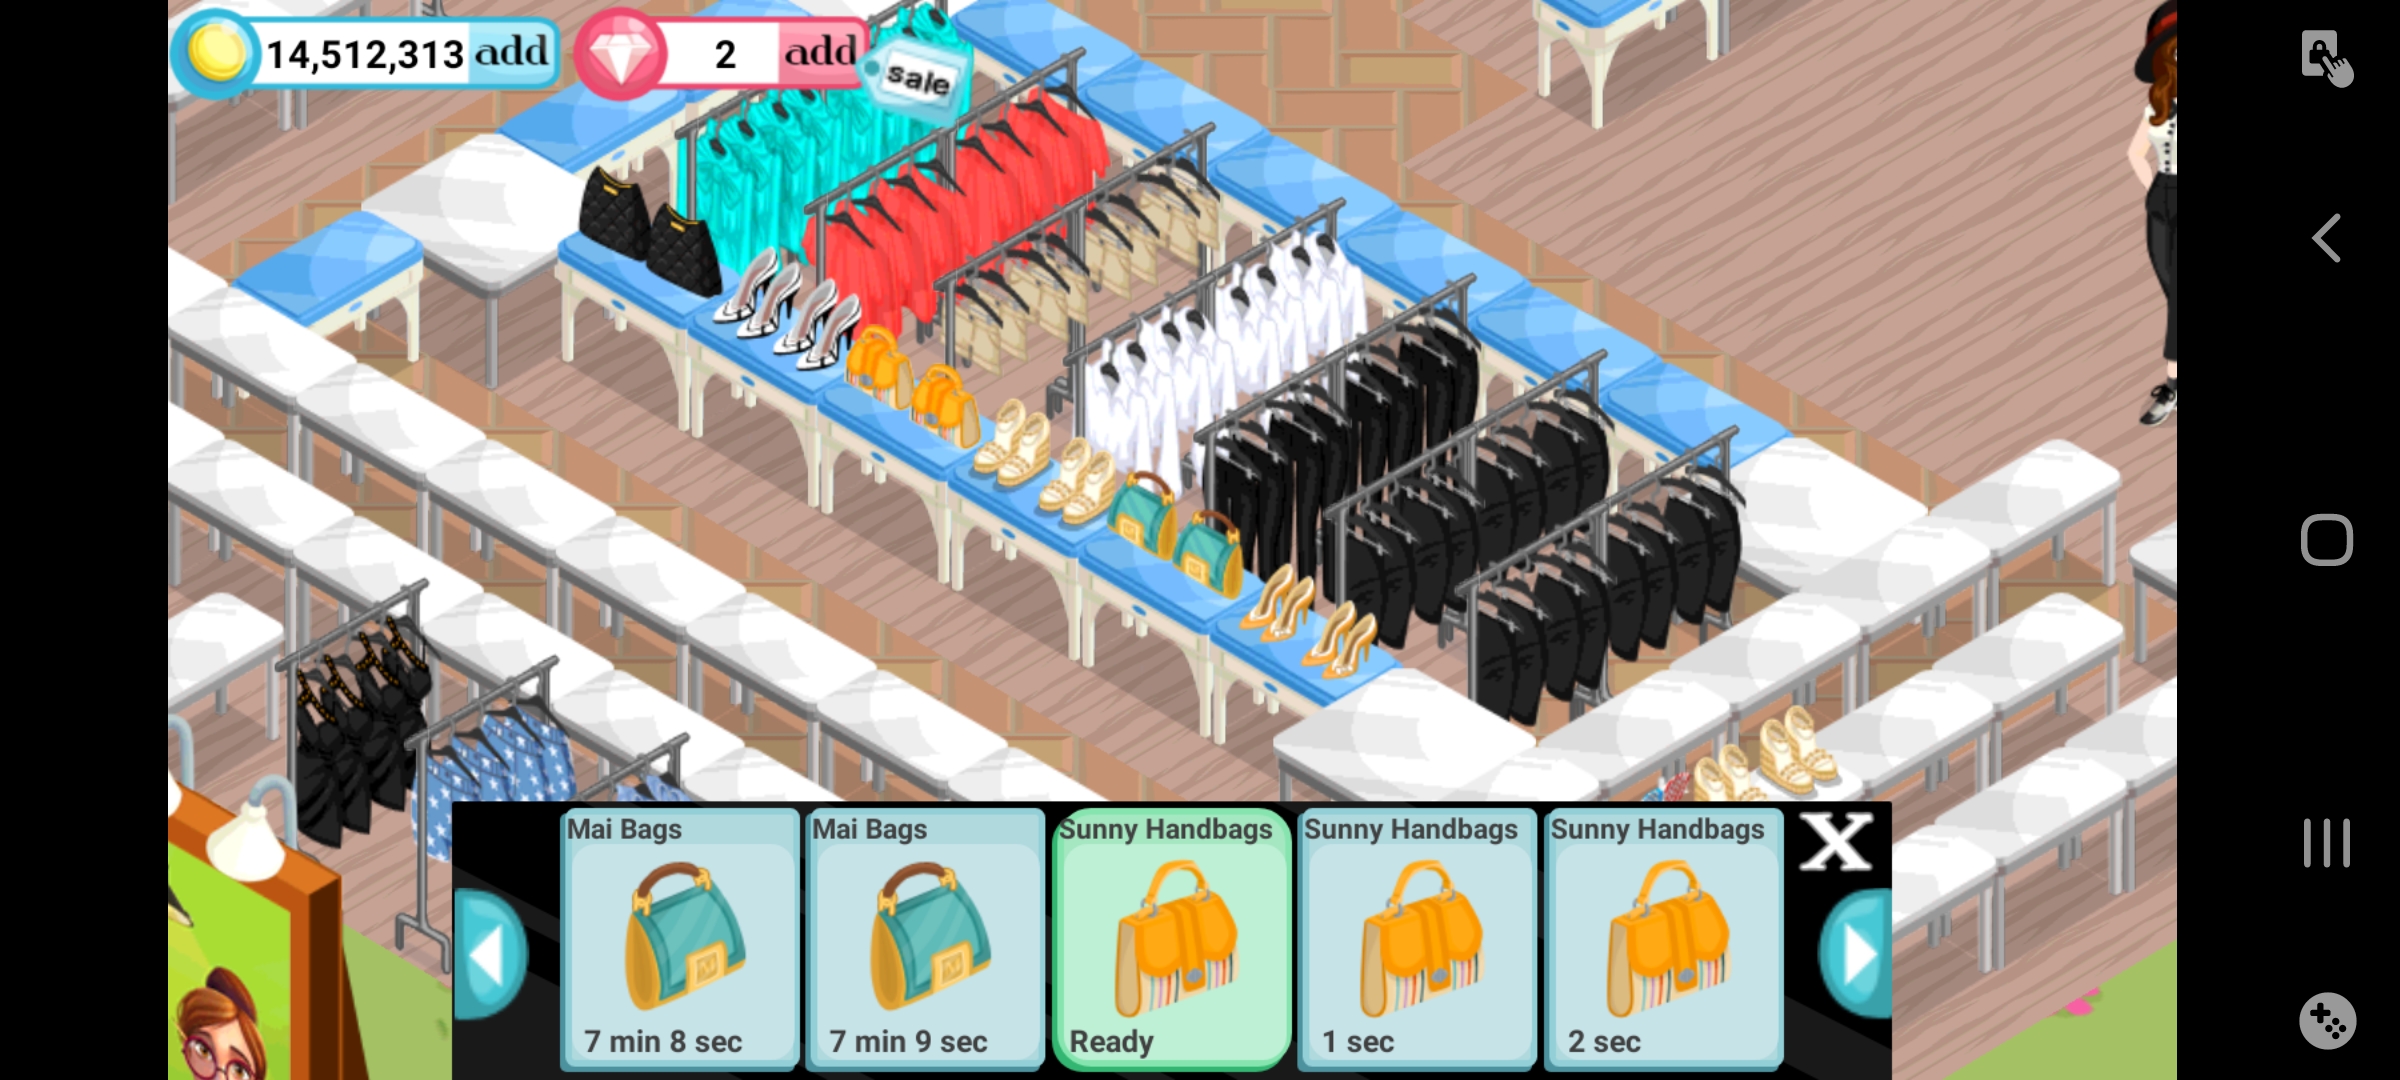 14,512,313 add
2 add
sale
Mai Bags
7 min 8 sec
Mai Bags
7 min 9 sec
Sunny Handbags
Ready
Sunny Handbags
1 sec
Sunny Handbags
2 sec
X